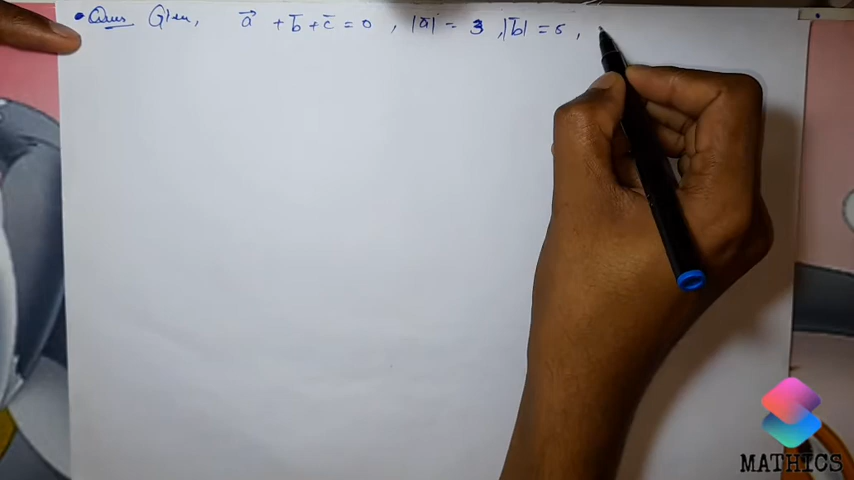 • Ques Given, a⃗ + b̄ + c̄ = 0 , |ā| = 3 , |b̄| = 5 ,
MATHICS